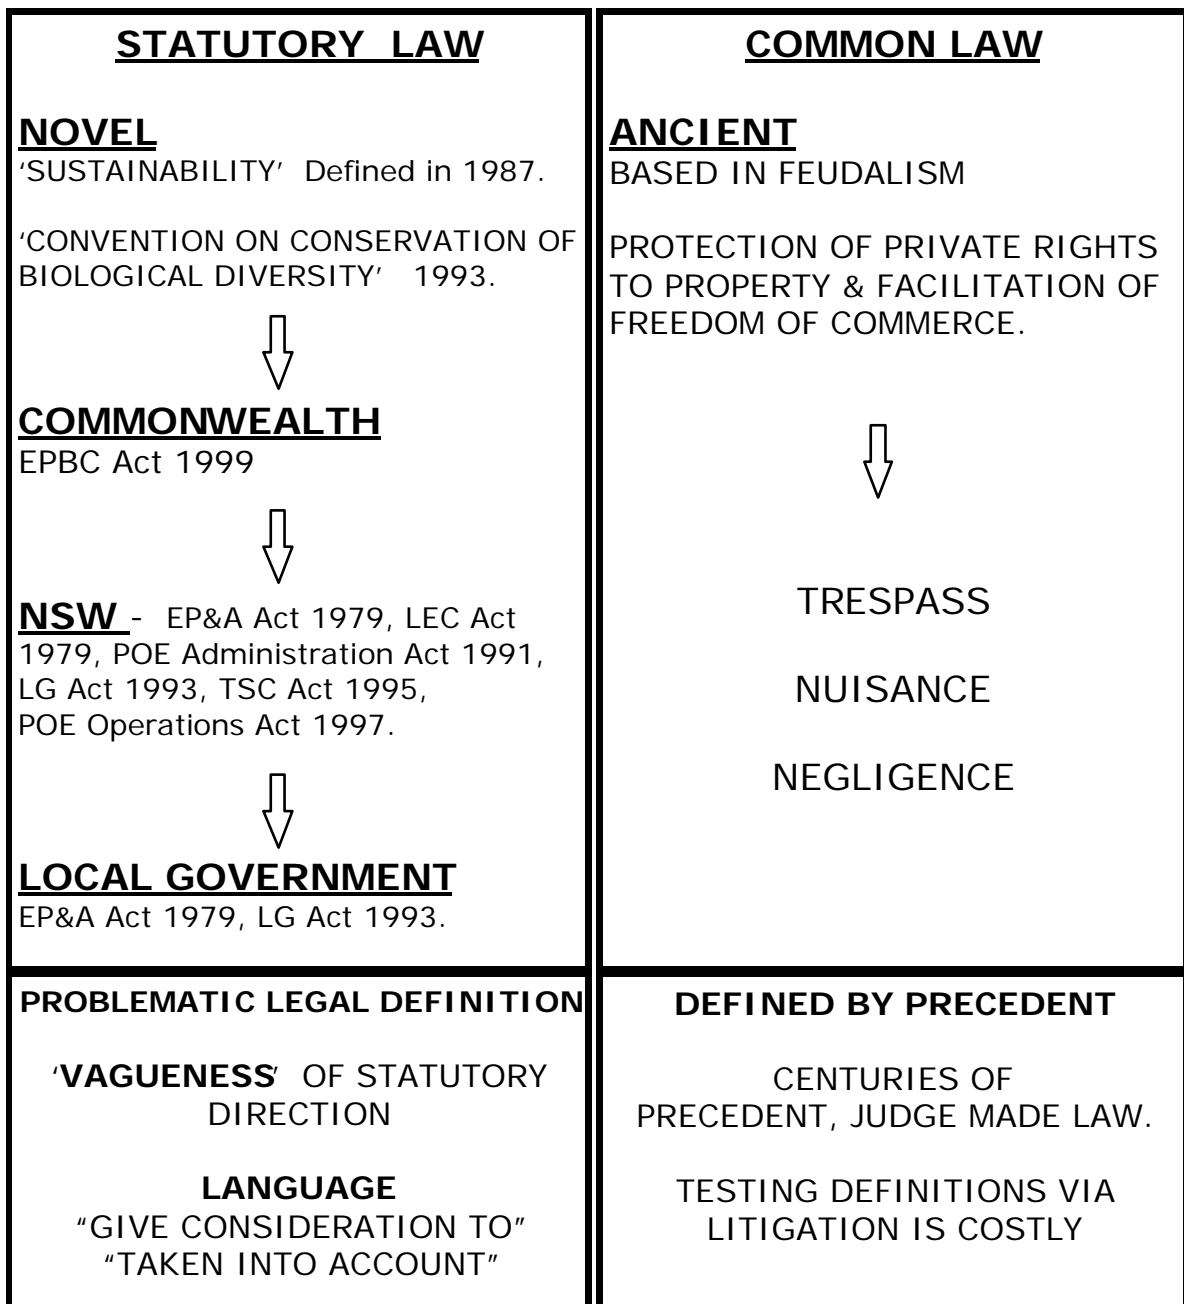 STATUTORY LAW
NOVEL
‘SUSTAINABILITY’ Defined in 1987.
‘CONVENTION ON CONSERVATION OF
BIOLOGICAL DIVERSITY’ 1993.
COMMONWEALTH
EPBC Act 1999
NSW - EP&A Act 1979, LEC Act
1979, POE Administration Act 1991,
LG Act 1993, TSC Act 1995,
POE Operations Act 1997.
LOCAL GOVERNMENT
EP&A Act 1979, LG Act 1993.
COMMON LAW
ANCIENT
BASED IN FEUDALISM
PROTECTION OF PRIVATE RIGHTS
TO PROPERTY & FACILITATION OF
FREEDOM OF COMMERCE.
TRESPASS
NUISANCE
NEGLIGENCE
PROBLEMATIC LEGAL DEFINITION
‘VAGUENESS’ OF STATUTORY
DIRECTION
LANGUAGE
“GIVE CONSIDERATION TO”
“TAKEN INTO ACCOUNT”
DEFINED BY PRECEDENT
CENTURIES OF
PRECEDENT, JUDGE MADE LAW.
TESTING DEFINITIONS VIA
LITIGATION IS COSTLY